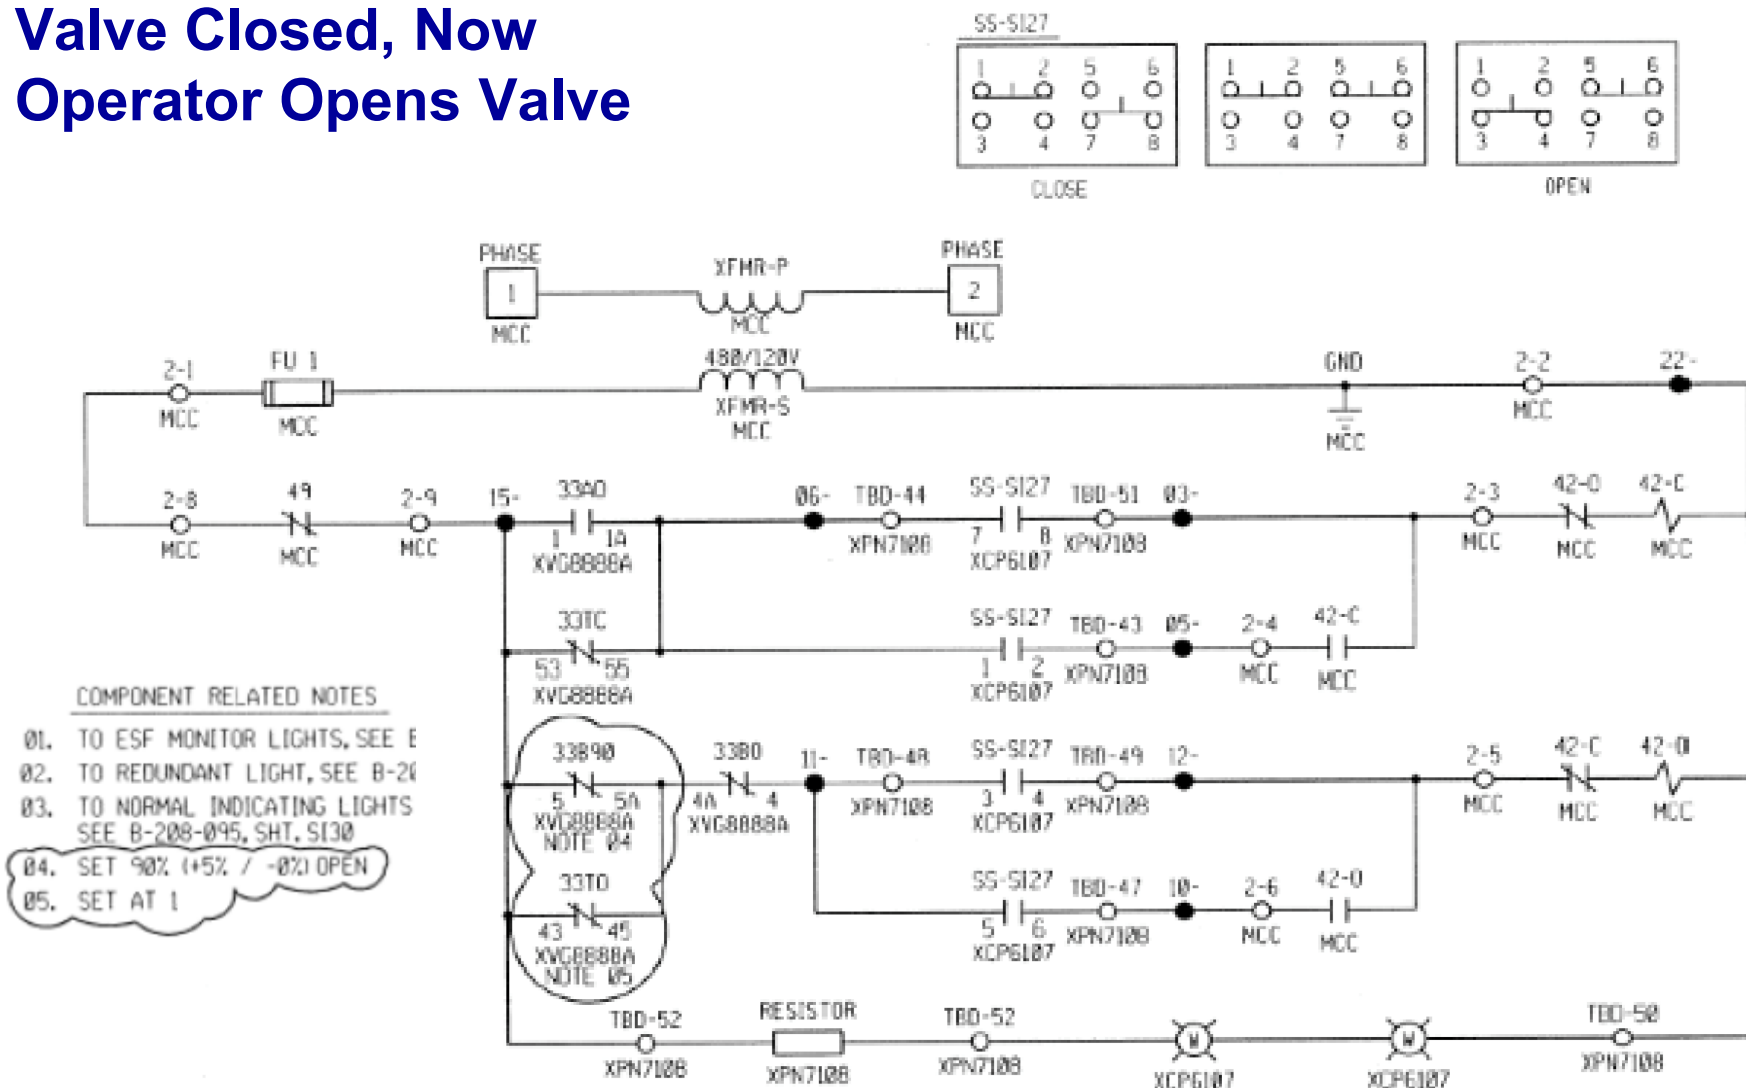 Valve Closed, Now
Operator Opens Valve
SS-SI27
1 2 5 6
3 4 7 8
CLOSE
1 2 5 6
3 4 7 8
1 2 5 6
3 4 7 8
OPEN
PHASE
1
MCC
XFMR-P
MCC
PHASE
2
MCC
2-1
MCC
FU 1
MCC
480/120V
XFMR-S
MCC
GND
MCC
2-2
MCC
22-
2-8
MCC
49
MCC
2-9
MCC
15-
33AO
1 1A
XVG8888A
06-
TBD-44
XPN7108
SS-SI27
7 8
XCP6107
TBD-51
XPN7108
03-
2-3
MCC
42-O
MCC
42-C
MCC
33TC
53 55
XVG8888A
SS-SI27
1 2
XCP6107
TBD-43
XPN7108
05-
2-4
MCC
42-C
MCC
COMPONENT RELATED NOTES
01. TO ESF MONITOR LIGHTS, SEE
02. TO REDUNDANT LIGHT, SEE B-20
03. TO NORMAL INDICATING LIGHTS
SEE B-208-095, SHT. SI30
04. SET 90% (+5% / -0%) OPEN
05. SET AT 1
33B90
5 5A
XVG8888A
NOTE 04
33BO
4A 4
XVG8888A
11-
TBD-48
XPN7108
SS-SI27
3 4
XCP6107
TBD-49
XPN7108
12-
2-5
MCC
42-C
MCC
42-O
MCC
33TO
43 45
XVG8888A
NOTE 05
SS-SI27
5 6
XCP6107
TBD-47
XPN7108
10-
2-6
MCC
42-O
MCC
TBD-52
XPN7108
RESISTOR
XPN7108
TBD-52
XPN7108
W
XCP6107
W
XCP6107
TBD-50
XPN7108